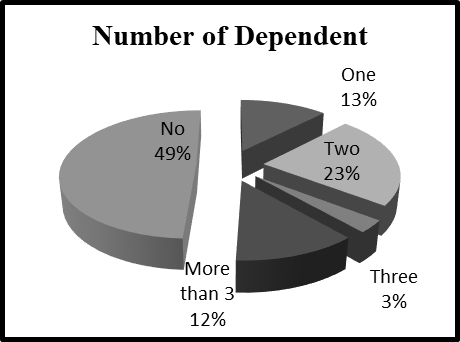 Number of Dependent
One
13%
No
49%
Two
23%
Three
3%
More
than 3
12%